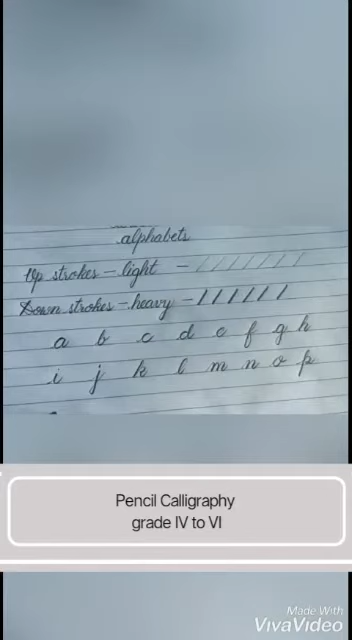 alphabets
Up strokes - light - / / / / / / /
Down strokes - heavy - / / / / / /
a b c d e f g h
i j k l m n o p
Pencil Calligraphy
grade IV to VI
Made With
VivaVideo